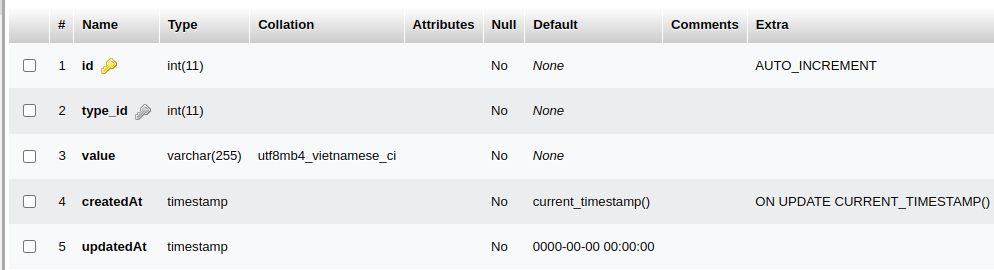 # Name Type Collation Attributes Null Default Comments Extra
1 id int(11) No None AUTO_INCREMENT
2 type_id int(11) No None
3 value varchar(255) utf8mb4_vietnamese_ci No None
4 createdAt timestamp No current_timestamp() ON UPDATE CURRENT_TIMESTAMP()
5 updatedAt timestamp No 0000-00-00 00:00:00